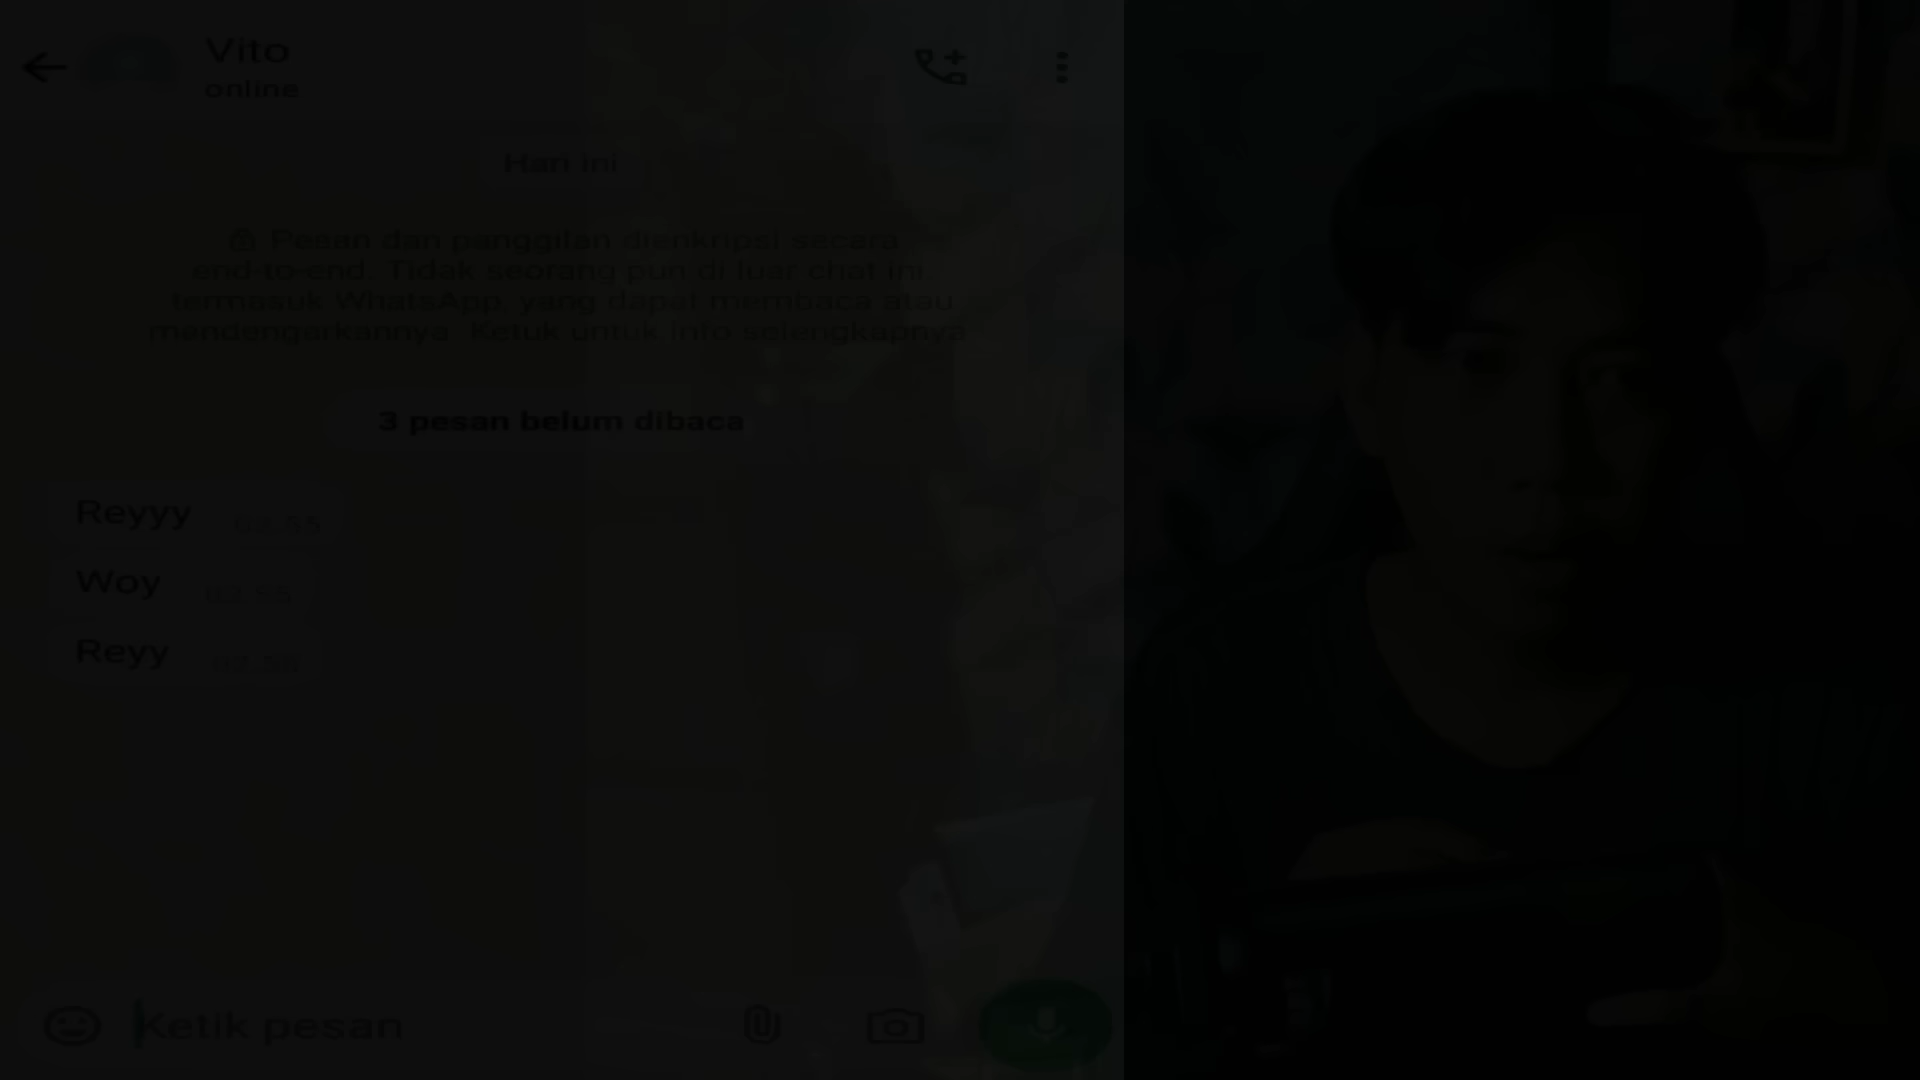 Vito
online
Hari ini
Pesan dan panggilan dienkripsi secara
end-to-end. Tidak seorang pun di luar chat ini,
termasuk WhatsApp, yang dapat membaca atau
mendengarkannya. Ketuk untuk info selengkapnya
3 pesan belum dibaca
Reyyy
Woy
Reyy
Ketik pesan